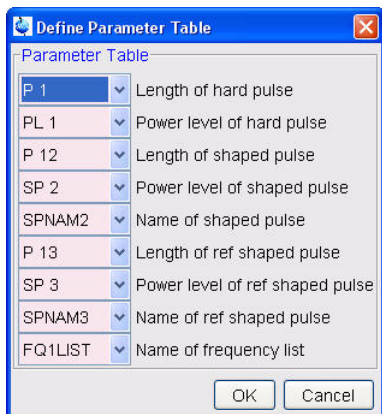 Define Parameter Table
Parameter Table
P 1 Length of hard pulse
PL 1 Power level of hard pulse
P 12 Length of shaped pulse
SP 2 Power level of shaped pulse
SPNAM2 Name of shaped pulse
P 13 Length of ref shaped pulse
SP 3 Power level of ref shaped pulse
SPNAM3 Name of ref shaped pulse
FQ1LIST Name of frequency list
OK Cancel